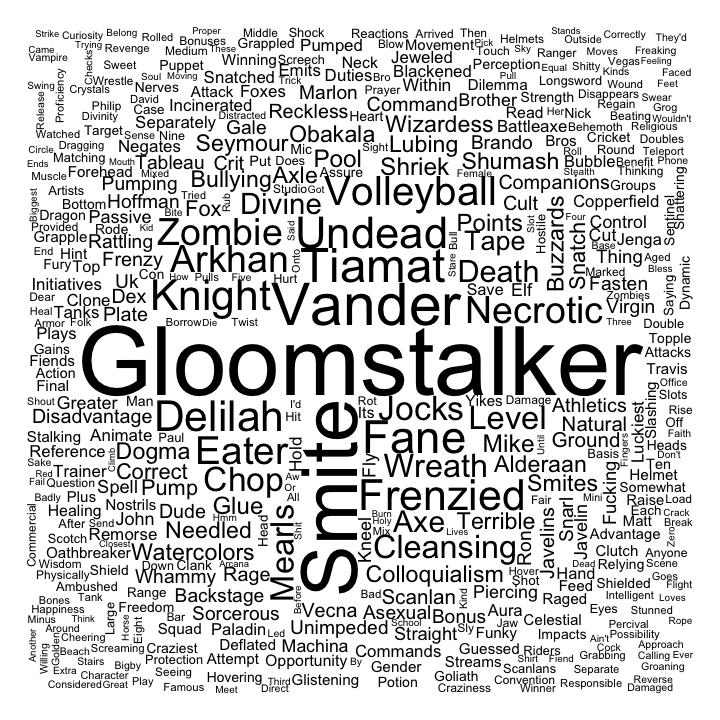 Strike Curiosity Belong Rolled Proper Middle Shock Reactions Arrived Then Stands Correctly They'd
Came Trying Revenge Bonuses These Grappled Pumped Blow Movement Pick Helmets Outside Freaking
Vampire Checks Sweet Medium Winning Screech Neck Jeweled Touch Sky Ranger Moves Vegas Feeling
Crystals Wrestle Puppet Emits Duties Bro Blackened Perception Equal Shitty Kinds Faced
Swing Proficiency Soul Moving Snatched Trick Marlon Prayer Within Dilemma Pull Longsword Wound Feet
Release Philip David Nerves Attack Foxes Reckless Command Brother Strength Disappears Swear
Divinity Case Incinerated Distracted Heart Wizardess Read Her Nick Regain Grog
Watched Target Separately Gale Obakala Battleaxe Behemoth Beating Wouldn't Religious
Circle Dragging Sense Nine Negates Seymour Mic Sight Lubing Brando Bros Cricket Doubles
Ends Matching Mouth Tableau Crit Put Does Pool Shriek Shumash Roll Round Teleport
Muscle Forehead Mixed Bullying Axle Assure Female Stealth Bubble Benefit Phone
Biggest Artists Pumping Studio Got Volleyball Companions Groups Thinking Shattering
Bottom Hoffman Tried Rub Divine Cult Slot Copperfield Sentinel
Dragon Passive Bite Fox Said Undead Points Hostile Buzzards Four Control
Provided Rode Kid Zombie Stare Bull Tape Snatch Cut Jenga
Grapple Rattling Arkhan Onto Tiamat Death Base Thing Aged
End Hint Frenzy How Pulls Five Hurt Save Elf Marked Fasten Bless Dynamic
Fury Top Con Knight Vander Necrotic Zombies Virgin Saying
Initiatives Uk Three Double
Dear Clone Dex
Heal Tanks Plate Borrow Die Twist Topple
Armor Folk Attacks
Plays Gloomstalker
Gains Travis
Fiends Office
Action Slots
Final
Shout Greater Man Delilah I'd Hit Smite Rot Its Jocks Yikes Damage Athletics Luckiest Slashing Rise
Disadvantage Level Natural Off
Stalking Animate Paul Eater Hold Fane Mike Until Ground Fingers Faith
Reference Dogma Fly Wreath Alderaan Basis Heads Don't
Sake Climb Correct Chop Aw Smites Fucking Ten
Red Trainer Or Frenzied Helmet
Fail Question Spell Pump All Fair Mini Somewhat
Badly Plus Nostrils Glue Burn Javelins Snarl Raise Load
Commercial Healing John Dude Head Mearls Shit Kneel Holy Axe Terrible Ron Javelin Each Crack
After Send Hmm Needled Mix Lives Matt Break
Scotch Remorse Cleansing Advantage Zero
Oathbreaker Closest Watercolors Clutch Anyone
Wisdom Down Clank Arcana Hover Dead Relying Scene
Physically Shield Whammy Rage Colloquialism Shot Hand Goes Flight
Ambushed Backstage Before Bad Scanlan Kind Piercing Feed Shielded Intelligent Loves
Bones Tank Range Raged
Happiness Large Freedom Sorcerous Vecna Asexual Bonus Aura Celestial Eyes Stunned
Minus Think Horse Eight Bar Unimpeded School Jaw Percival Rope
Another Around Squad Paladin Led Straight Sly Funky Impacts Ain't Possibility
Willing Golden Cheering Craziest Deflated Machina Commands Guessed Riders Cock Approach
Beach Screaming Protection Attempt Opportunity By Gender Streams Shirt Fiend Grabbing Calling Ever
Stairs Bigby Seeing Scanlans Separate Groaning
Extra Character Hovering Third Glistening Potion Goliath Convention Reverse
Considered Great Play Famous Meet Direct Craziness Winner Responsible Damaged